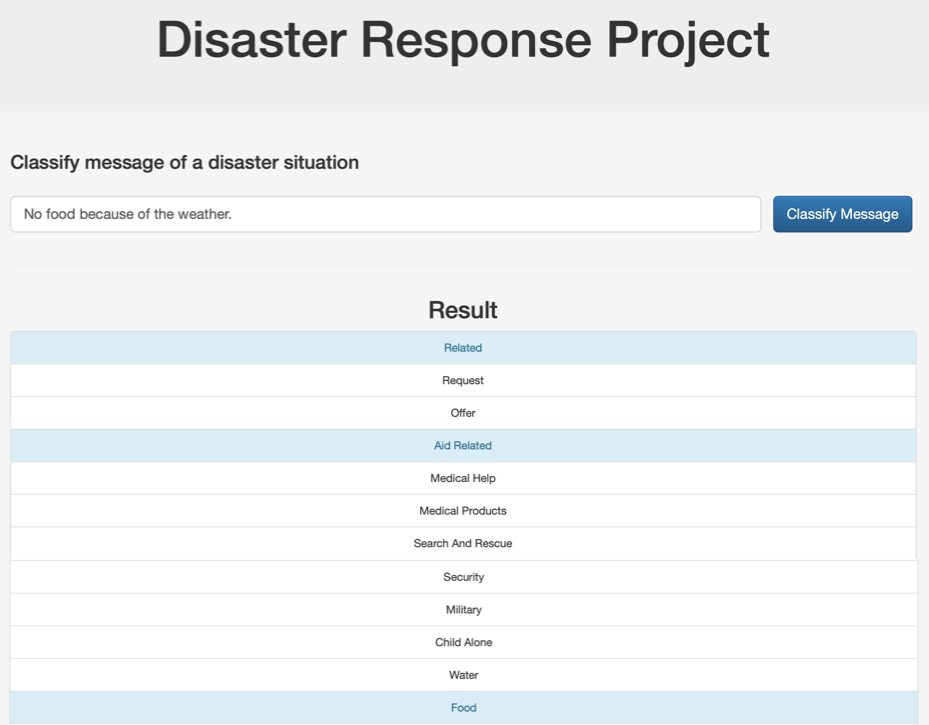 Disaster Response Project
Classify message of a disaster situation
No food because of the weather.
Classify Message
Result
Related
Request
Offer
Aid Related
Medical Help
Medical Products
Search And Rescue
Security
Military
Child Alone
Water
Food